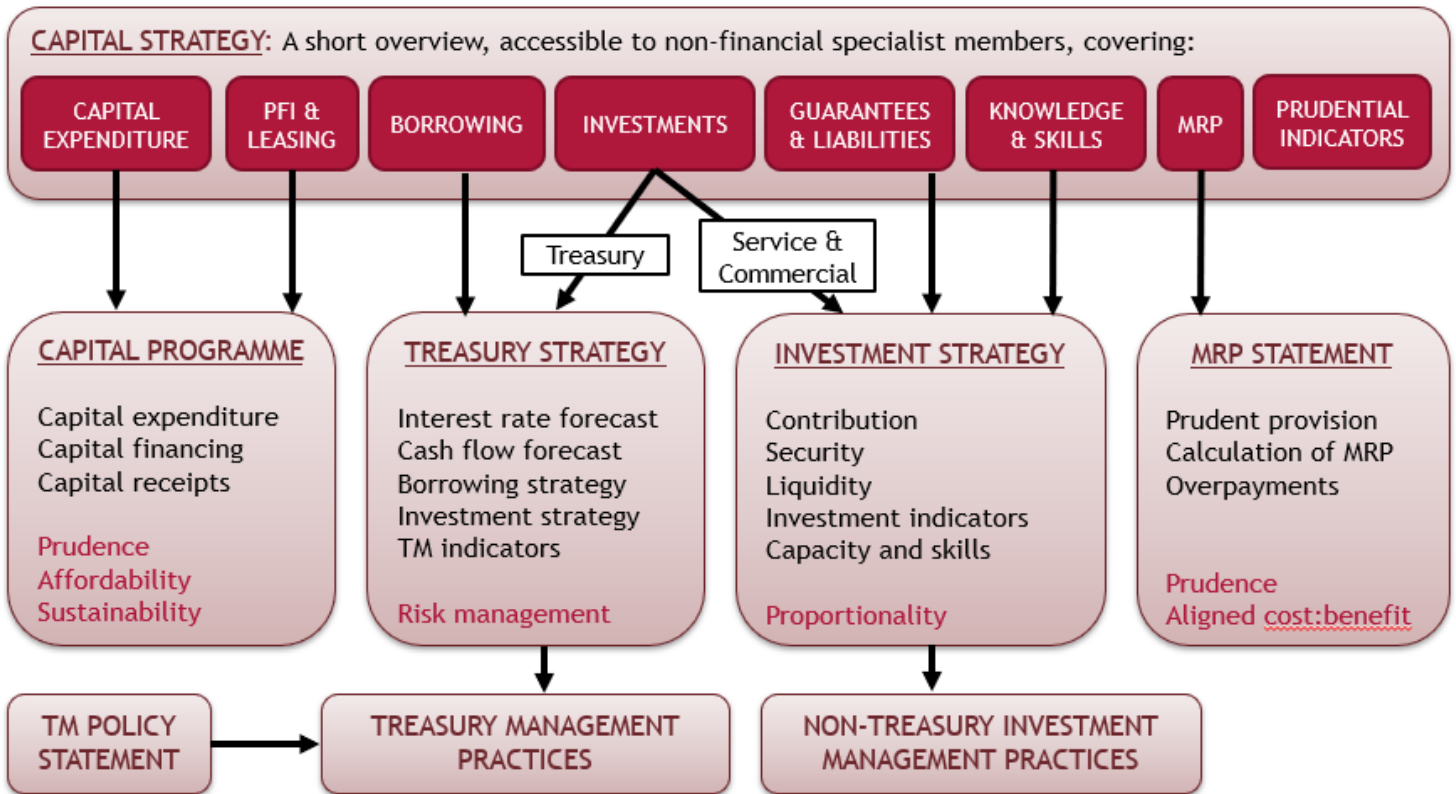 CAPITAL STRATEGY: A short overview, accessible to non-financial specialist members, covering:
CAPITAL
EXPENDITURE
PFI &
LEASING
BORROWING
INVESTMENTS
GUARANTEES
& LIABILITIES
KNOWLEDGE
& SKILLS
MRP
PRUDENTIAL
INDICATORS
Treasury
Service &
Commercial
CAPITAL PROGRAMME
Capital expenditure
Capital financing
Capital receipts
Prudence
Affordability
Sustainability
TREASURY STRATEGY
Interest rate forecast
Cash flow forecast
Borrowing strategy
Investment strategy
TM indicators
Risk management
INVESTMENT STRATEGY
Contribution
Security
Liquidity
Investment indicators
Capacity and skills
Proportionality
MRP STATEMENT
Prudent provision
Calculation of MRP
Overpayments
Prudence
Aligned cost:benefit
TM POLICY
STATEMENT
TREASURY MANAGEMENT
PRACTICES
NON-TREASURY INVESTMENT
MANAGEMENT PRACTICES